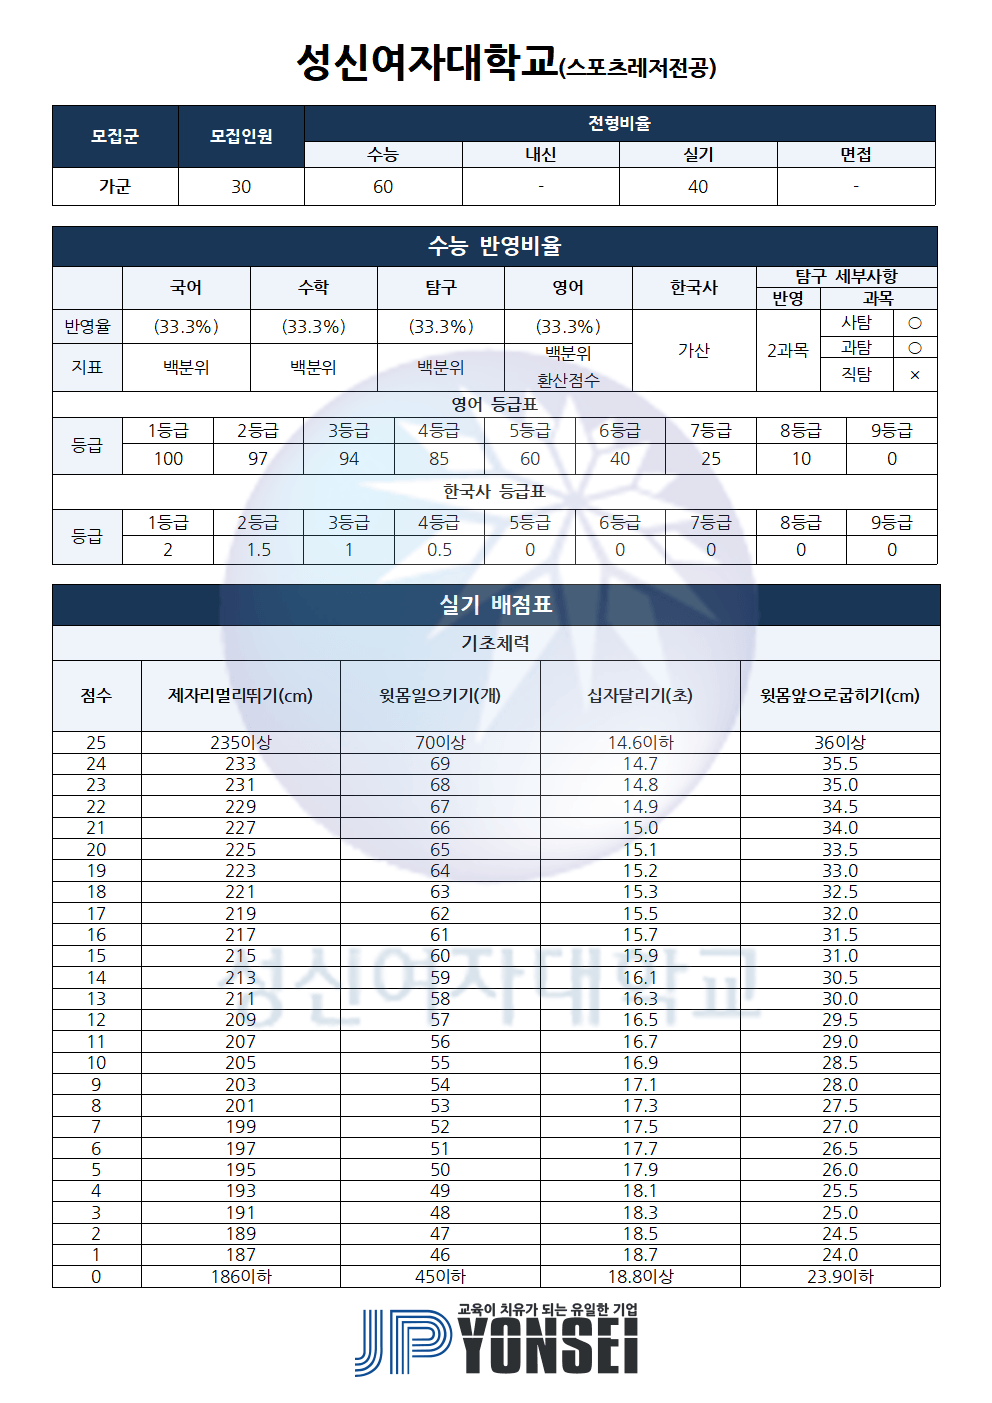 성신여자대학교(스포츠레저전공)
모집군 모집인원 전형비율
수능 내신 실기 면접
가군 30 60 - 40 -
수능 반영비율
국어 수학 탐구 영어 한국사 탐구 세부사항
반영 과목
반영율 (33.3%) (33.3%) (33.3%) (33.3%) 가산 2과목 사탐 ○
지표 백분위 백분위 백분위 백분위 환산점수 과탐 ○
직탐 ×
영어 등급표
등급 1등급 2등급 3등급 4등급 5등급 6등급 7등급 8등급 9등급
100 97 94 85 60 40 25 10 0
한국사 등급표
등급 1등급 2등급 3등급 4등급 5등급 6등급 7등급 8등급 9등급
2 1.5 1 0.5 0 0 0 0 0
실기 배점표
기초체력
점수 제자리멀리뛰기(cm) 윗몸일으키기(개) 십자달리기(초) 윗몸앞으로굽히기(cm)
25 235이상 70이상 14.6이하 36이상
24 233 69 14.7 35.5
23 231 68 14.8 35.0
22 229 67 14.9 34.5
21 227 66 15.0 34.0
20 225 65 15.1 33.5
19 223 64 15.2 33.0
18 221 63 15.3 32.5
17 219 62 15.5 32.0
16 217 61 15.7 31.5
15 215 60 15.9 31.0
14 213 59 16.1 30.5
13 211 58 16.3 30.0
12 209 57 16.5 29.5
11 207 56 16.7 29.0
10 205 55 16.9 28.5
9 203 54 17.1 28.0
8 201 53 17.3 27.5
7 199 52 17.5 27.0
6 197 51 17.7 26.5
5 195 50 17.9 26.0
4 193 49 18.1 25.5
3 191 48 18.3 25.0
2 189 47 18.5 24.5
1 187 46 18.7 24.0
0 186이하 45이하 18.8이상 23.9이하
성신여자대학교
교육이 치유가 되는 유일한 기업
JP YONSEI